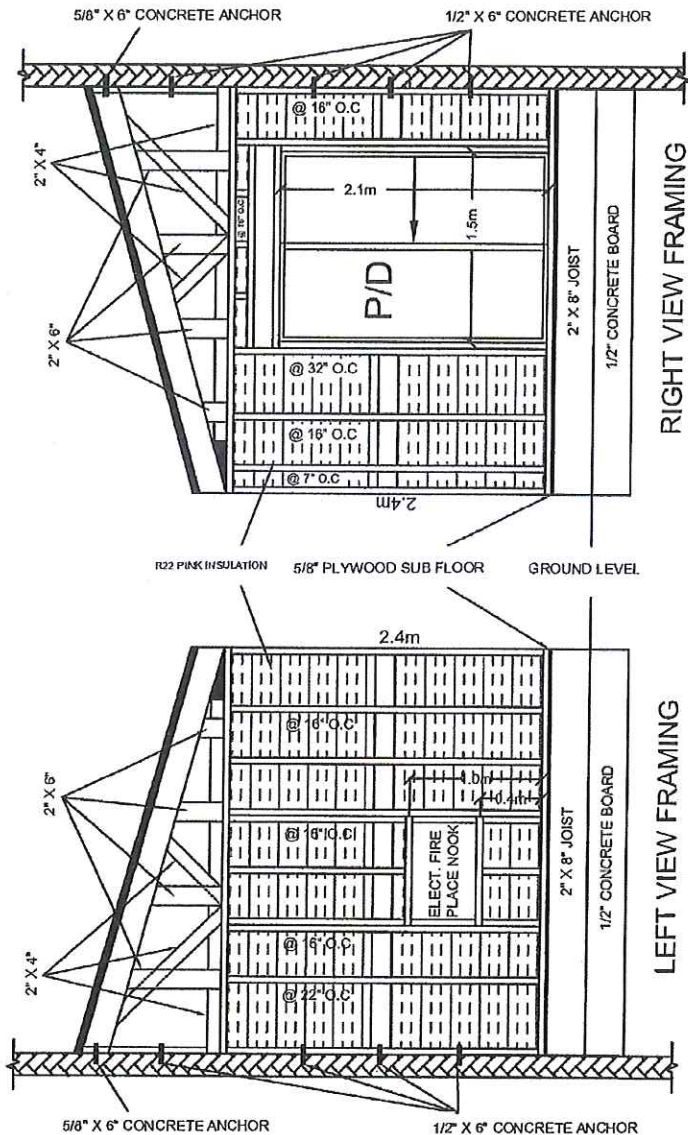 5/8" X 6" CONCRETE ANCHOR
1/2" X 6" CONCRETE ANCHOR
2" X 6"
2" X 4"
@ 16" O.C
@ 16" O.C
2.1m
1.5m
P/D
@ 32" O.C
@ 16" O.C
@ 7" O.C
2.4m
2" X 8" JOIST
1/2" CONCRETE BOARD
RIGHT VIEW FRAMING
R22 PINK INSULATION
5/8" PLYWOOD SUB FLOOR
GROUND LEVEL
2.4m
2" X 6"
2" X 4"
@ 16" O.C
@ 16" O.C
@ 16" O.C
@ 22" O.C
1.0m
0.4m
ELECT. FIRE
PLACE NOOK
2" X 8" JOIST
1/2" CONCRETE BOARD
LEFT VIEW FRAMING
5/8" X 6" CONCRETE ANCHOR
1/2" X 6" CONCRETE ANCHOR